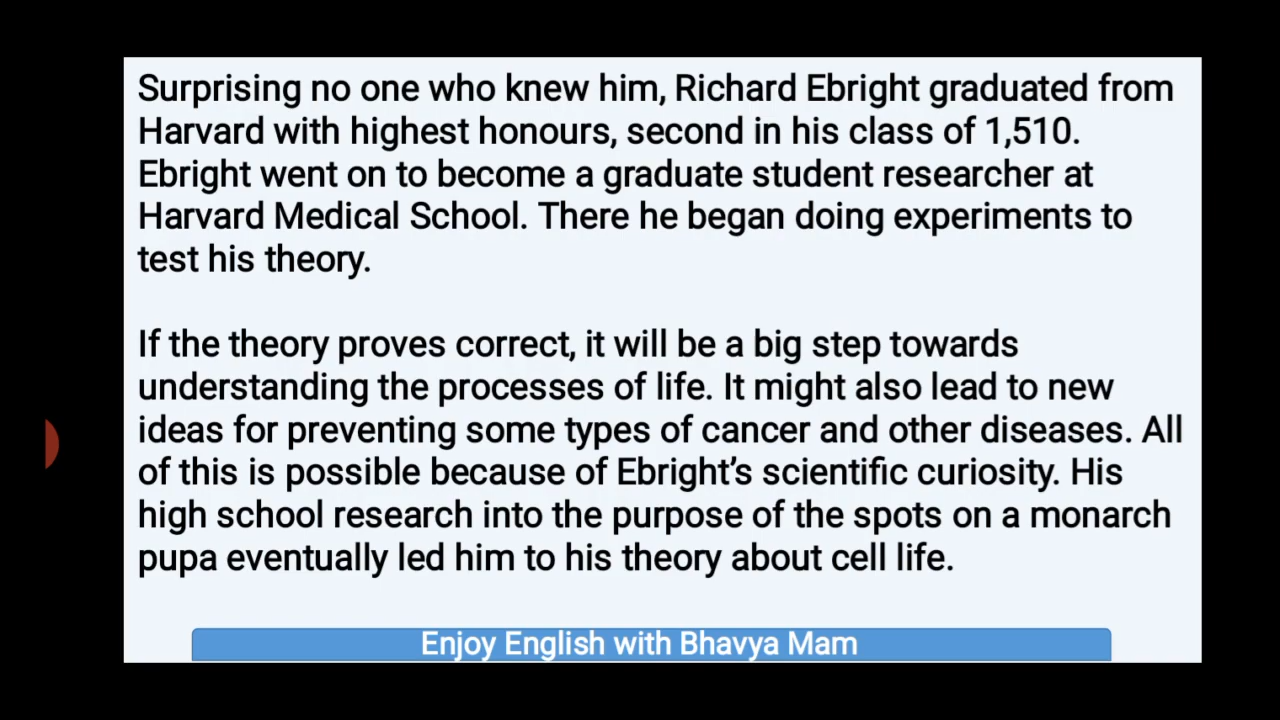 Surprising no one who knew him, Richard Ebright graduated from
Harvard with highest honours, second in his class of 1,510.
Ebright went on to become a graduate student researcher at
Harvard Medical School. There he began doing experiments to
test his theory.
If the theory proves correct, it will be a big step towards
understanding the processes of life. It might also lead to new
ideas for preventing some types of cancer and other diseases. All
of this is possible because of Ebright’s scientific curiosity. His
high school research into the purpose of the spots on a monarch
pupa eventually led him to his theory about cell life.
Enjoy English with Bhavya Mam